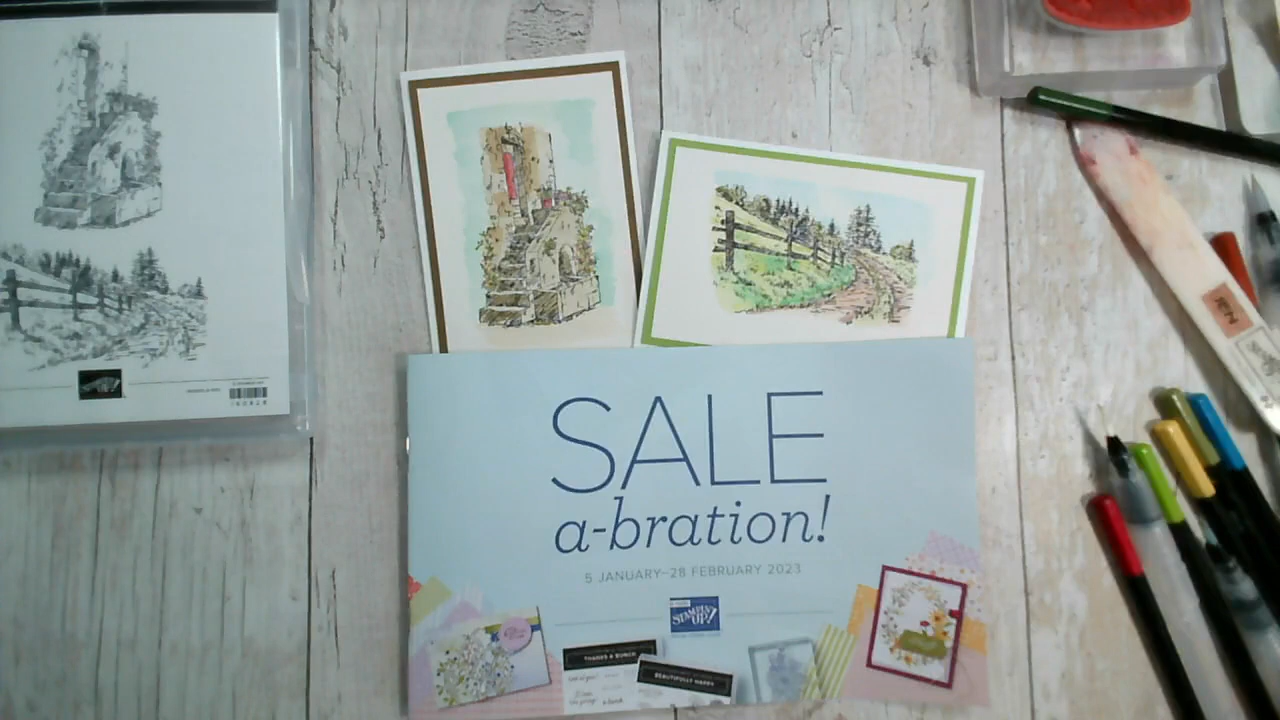 SALE
a-bration!
5 JANUARY–28 FEBRUARY 2023
STAMPIN' UP!
THANKS A BUNCH
BEAUTIFULLY HAPPY